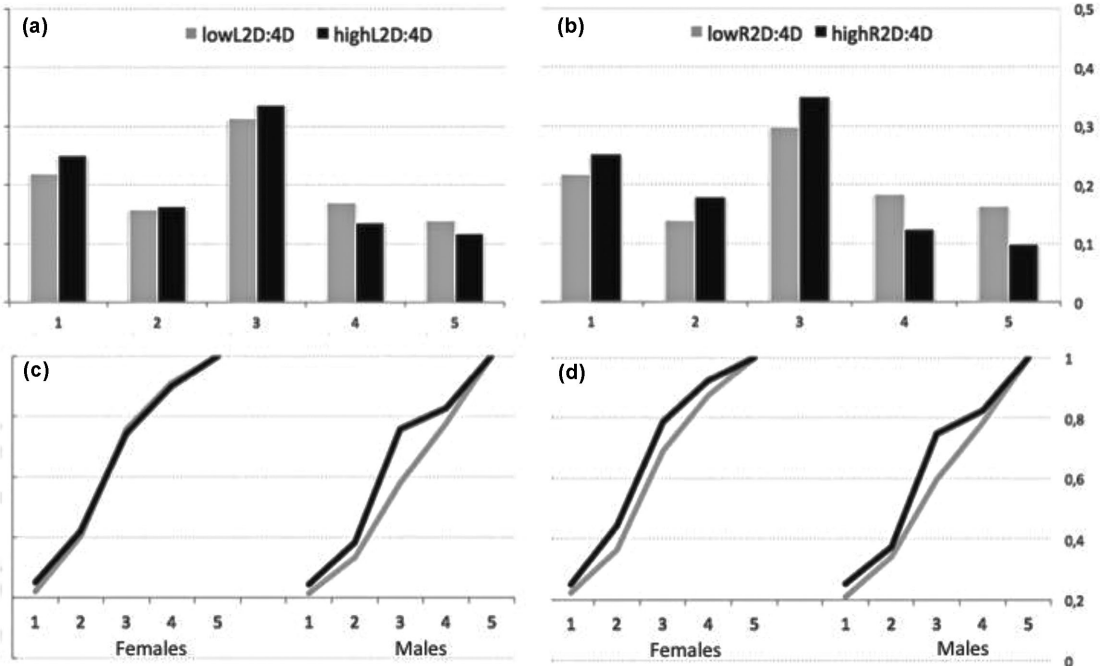 (a)
lowL2D:4D highL2D:4D
1 2 3 4 5
(b)
lowR2D:4D highR2D:4D
0,5
0,4
0,3
0,2
0,1
0
1 2 3 4 5
(c)
1 2 3 4 5 1 2 3 4 5
Females Males
(d)
1
0,8
0,6
0,4
0,2
0
1 2 3 4 5 1 2 3 4 5
Females Males